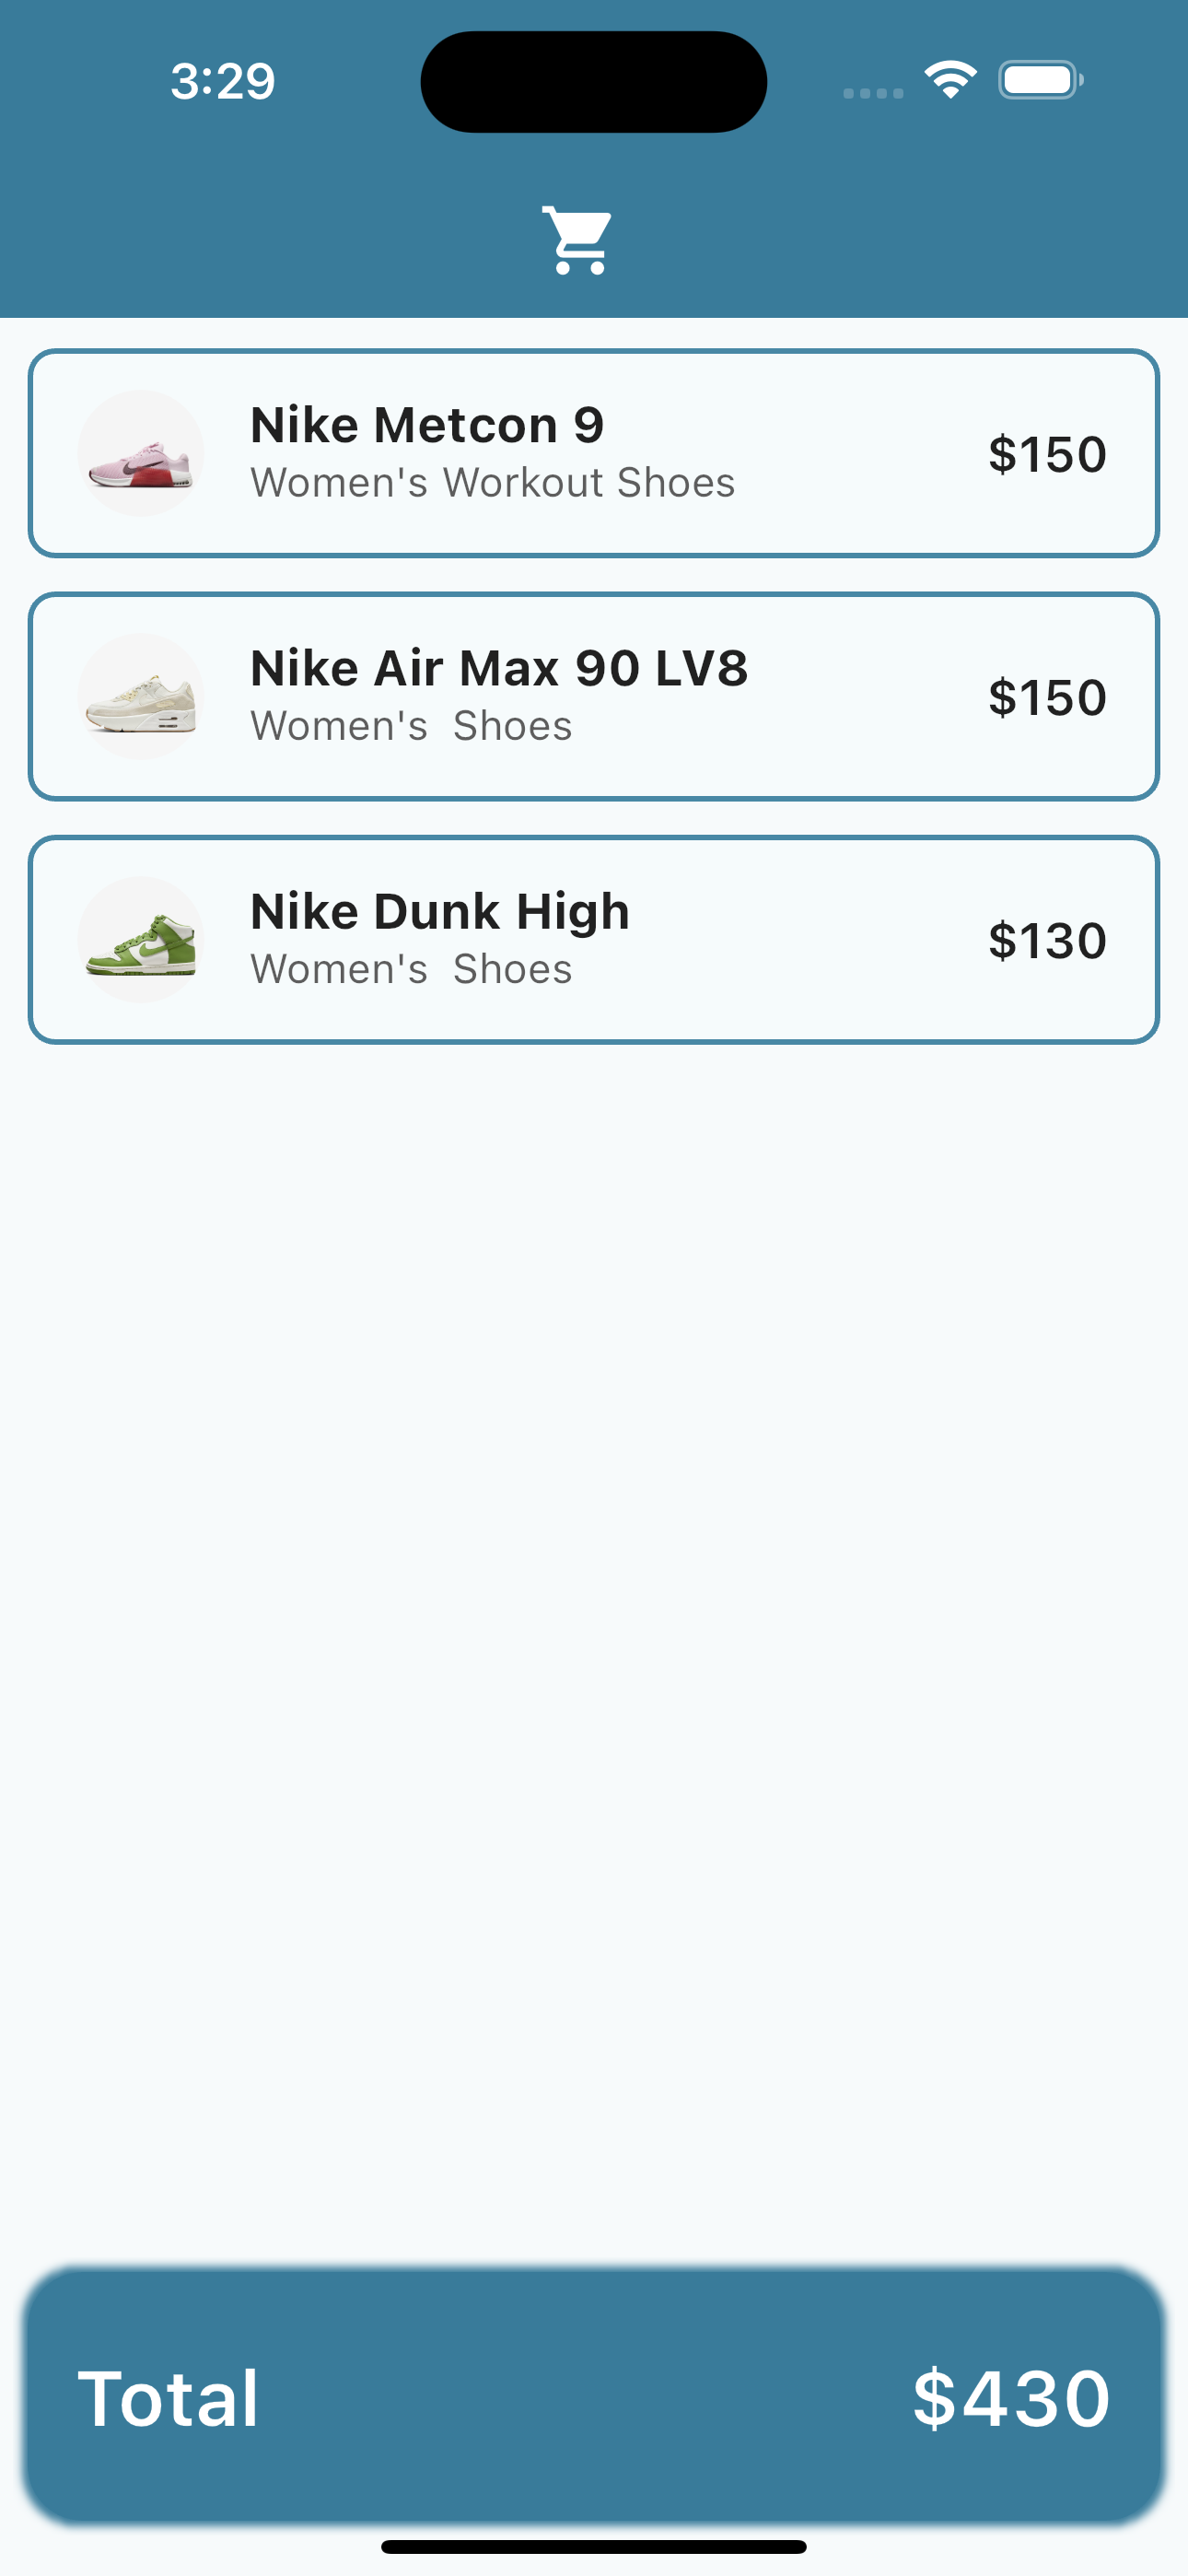 3:29
Nike Metcon 9
Women's Workout Shoes
$150
Nike Air Max 90 LV8
Women's  Shoes
$150
Nike Dunk High
Women's  Shoes
$130
Total
$430